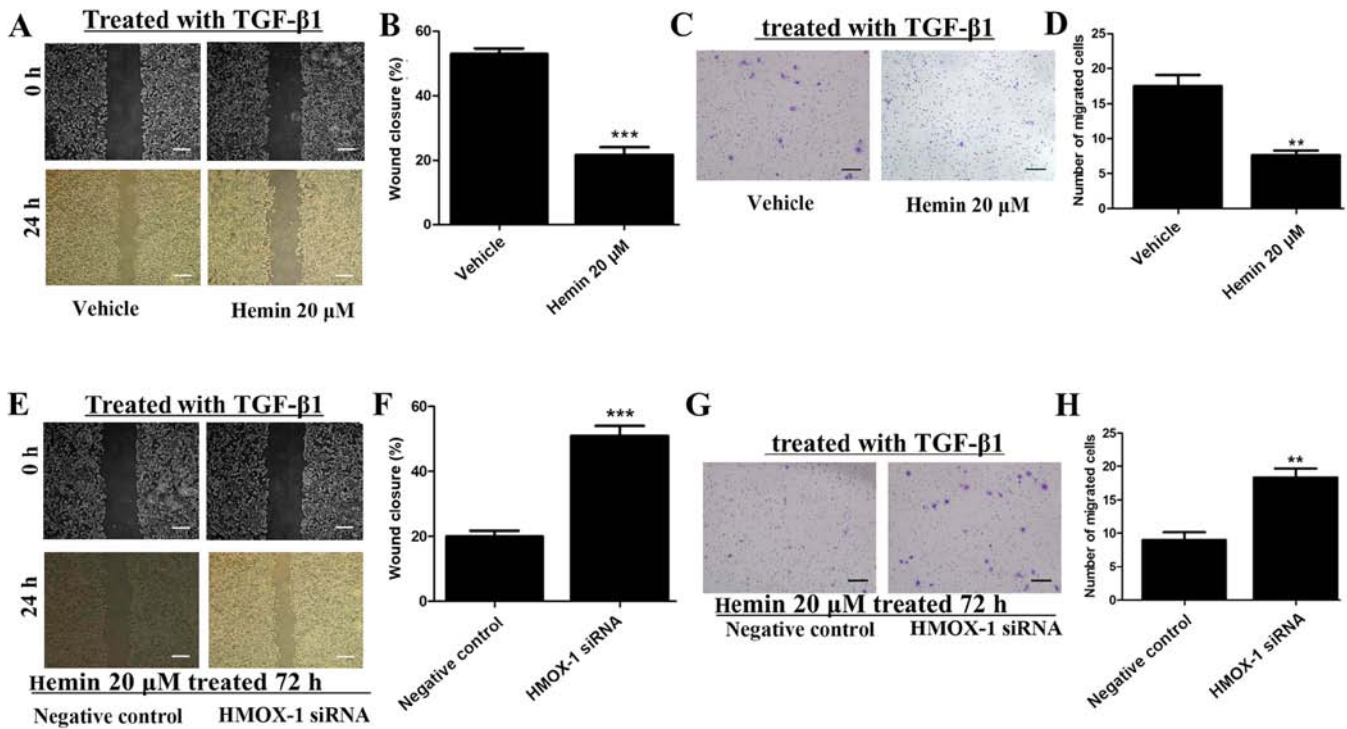 A
Treated with TGF-β1
0 h
24 h
Vehicle
Hemin 20 μM
B
Wound closure (%)
60
40
20
0
***
Vehicle
Hemin 20 μM
C
treated with TGF-β1
Vehicle
Hemin 20 μM
D
Number of migrated cells
25
20
15
10
5
0
**
Vehicle
Hemin 20 μM
E
Treated with TGF-β1
0 h
24 h
Hemin 20 μM treated 72 h
Negative control
HMOX-1 siRNA
F
Wound closure (%)
60
40
20
0
***
Negative control
HMOX-1 siRNA
G
treated with TGF-β1
Hemin 20 μM treated 72 h
Negative control
HMOX-1 siRNA
H
Number of migrated cells
25
20
15
10
5
0
**
Negative control
HMOX-1 siRNA